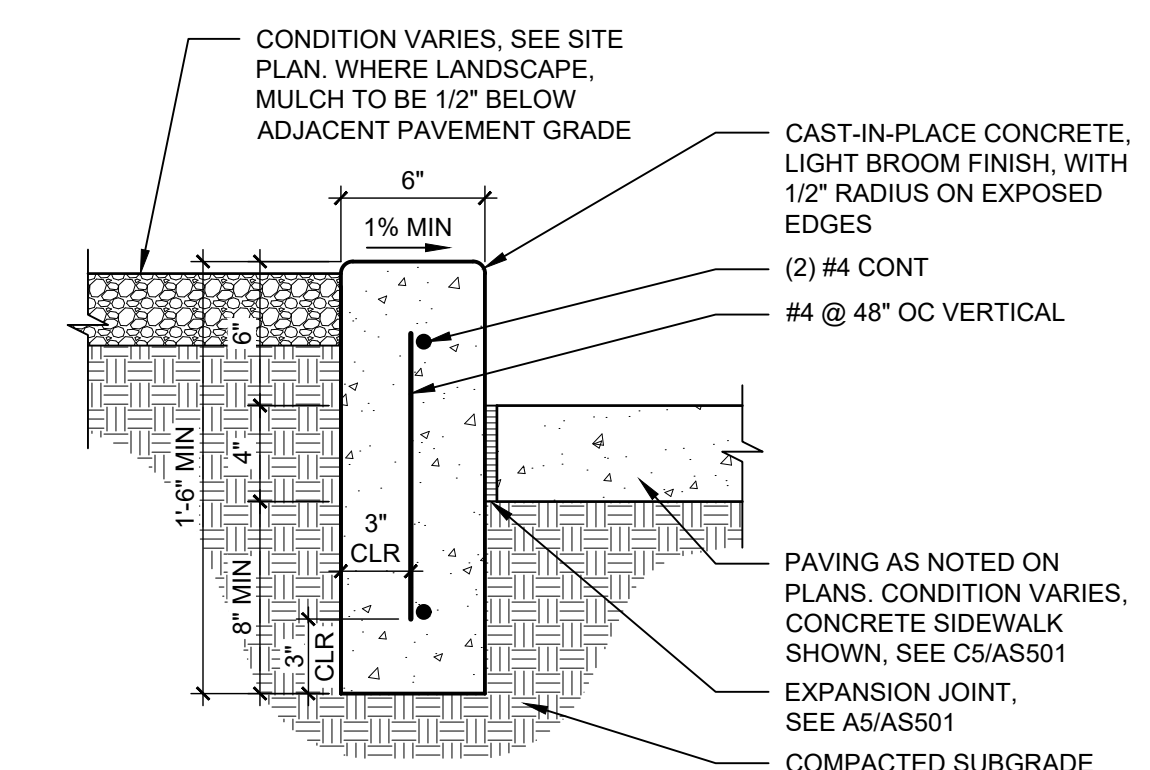 CONDITION VARIES, SEE SITE
PLAN. WHERE LANDSCAPE,
MULCH TO BE 1/2" BELOW
ADJACENT PAVEMENT GRADE
CAST-IN-PLACE CONCRETE,
LIGHT BROOM FINISH, WITH
1/2" RADIUS ON EXPOSED
EDGES
6"
1% MIN
(2) #4 CONT
#4 @ 48" OC VERTICAL
6"
4"
1'-6" MIN
8" MIN
3"
CLR
3"
CLR
PAVING AS NOTED ON
PLANS. CONDITION VARIES,
CONCRETE SIDEWALK
SHOWN, SEE C5/AS501
EXPANSION JOINT,
SEE A5/AS501
COMPACTED SUBGRADE